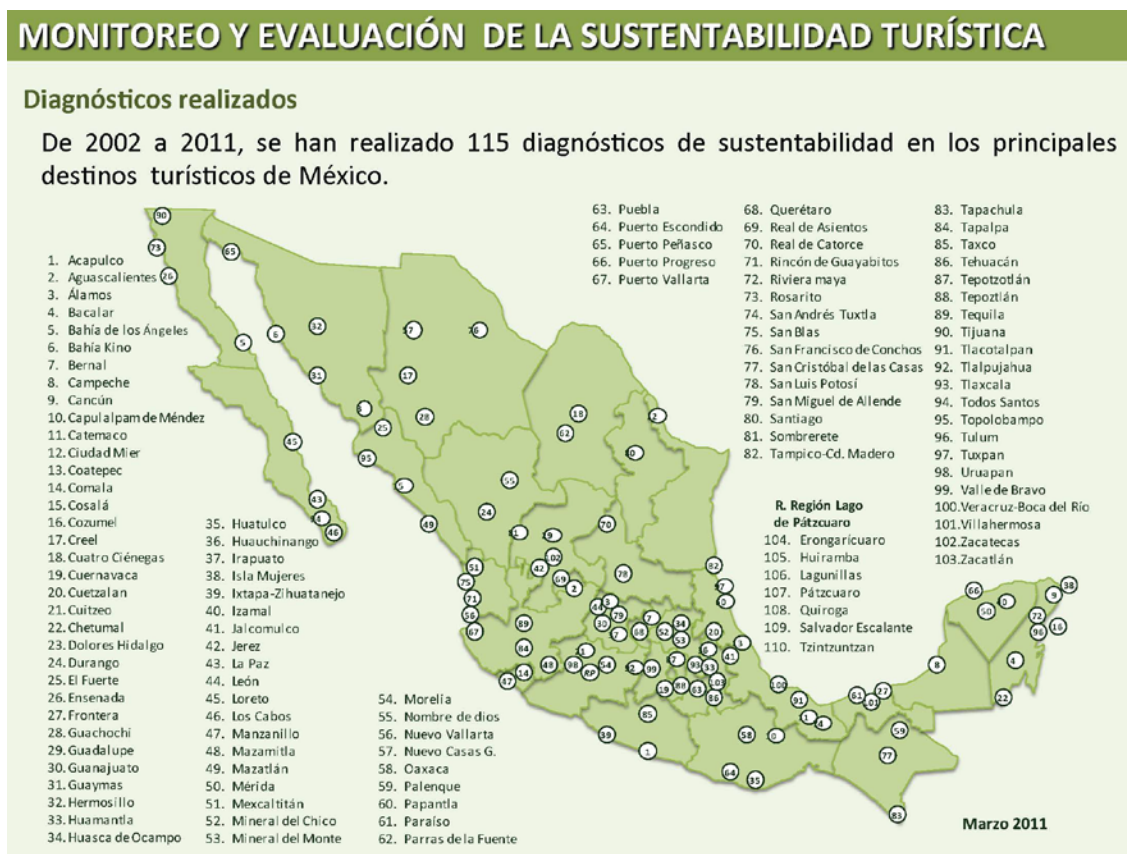 MONITOREO Y EVALUACIÓN DE LA SUSTENTABILIDAD TURÍSTICA
Diagnósticos realizados
De 2002 a 2011, se han realizado 115 diagnósticos de sustentabilidad en los principales
destinos turísticos de México.
1. Acapulco
2. Aguascalientes
3. Álamos
4. Bacalar
5. Bahía de los Ángeles
6. Bahía Kino
7. Bernal
8. Campeche
9. Cancún
10. Capulalpam de Méndez
11. Catemaco
12. Ciudad Mier
13. Coatepec
14. Comala
15. Cosalá
16. Cozumel
17. Creel
18. Cuatro Ciénegas
19. Cuernavaca
20. Cuetzalan
21. Cuitzeo
22. Chetumal
23. Dolores Hidalgo
24. Durango
25. El Fuerte
26. Ensenada
27. Frontera
28. Guachochi
29. Guadalupe
30. Guanajuato
31. Guaymas
32. Hermosillo
33. Huamantla
34. Huasca de Ocampo
35. Huatulco
36. Huauchinango
37. Irapuato
38. Isla Mujeres
39. Ixtapa-Zihuatanejo
40. Izamal
41. Jalcomulco
42. Jerez
43. La Paz
44. León
45. Loreto
46. Los Cabos
47. Manzanillo
48. Mazamitla
49. Mazatlán
50. Mérida
51. Mexcaltitán
52. Mineral del Chico
53. Mineral del Monte
54. Morelia
55. Nombre de dios
56. Nuevo Vallarta
57. Nuevo Casas G.
58. Oaxaca
59. Palenque
60. Papantla
61. Paraíso
62. Parras de la Fuente
63. Puebla
64. Puerto Escondido
65. Puerto Peñasco
66. Puerto Progreso
67. Puerto Vallarta
68. Querétaro
69. Real de Asientos
70. Real de Catorce
71. Rincón de Guayabitos
72. Riviera maya
73. Rosarito
74. San Andrés Tuxtla
75. San Blas
76. San Francisco de Conchos
77. San Cristóbal de las Casas
78. San Luis Potosí
79. San Miguel de Allende
80. Santiago
81. Sombrerete
82. Tampico-Cd. Madero
83. Tapachula
84. Tapalpa
85. Taxco
86. Tehuacán
87. Tepotzotlán
88. Tepoztlán
89. Tequila
90. Tijuana
91. Tlacotalpan
92. Tlalpujahua
93. Tlaxcala
94. Todos Santos
95. Topolobampo
96. Tulum
97. Tuxpan
98. Uruapan
99. Valle de Bravo
100. Veracruz-Boca del Río
101. Villahermosa
102. Zacatecas
103. Zacatlán
R. Región Lago
de Pátzcuaro
104. Erongarícuaro
105. Huiramba
106. Lagunillas
107. Pátzcuaro
108. Quiroga
109. Salvador Escalante
110. Tzintzuntzan
Marzo 2011